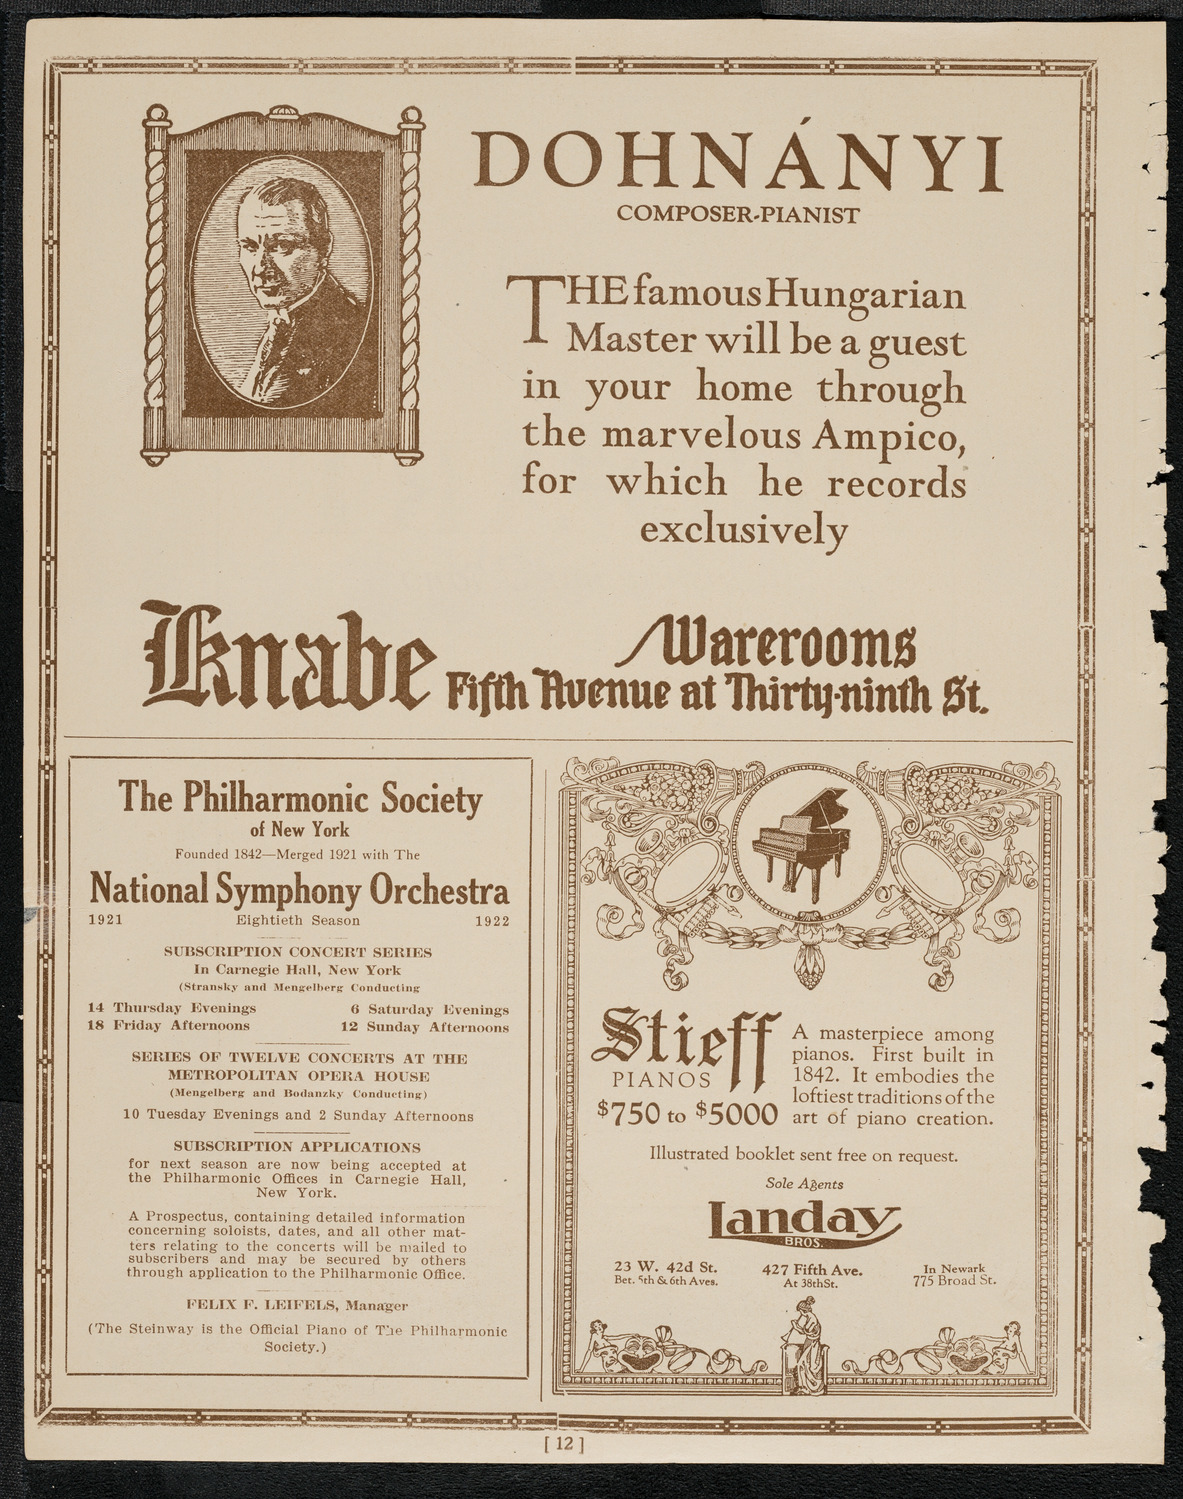 DOHNÁNYI
COMPOSER-PIANIST
THE famous Hungarian
Master will be a guest
in your home through
the marvelous Ampico,
for which he records
exclusively
Knabe
Warerooms
Fifth Avenue at Thirty-ninth St.
The Philharmonic Society
of New York
Founded 1842—Merged 1921 with The
National Symphony Orchestra
1921 Eightieth Season 1922
SUBSCRIPTION CONCERT SERIES
In Carnegie Hall, New York
(Stransky and Mengelberg Conducting
14 Thursday Evenings 6 Saturday Evenings
18 Friday Afternoons 12 Sunday Afternoons
SERIES OF TWELVE CONCERTS AT THE
METROPOLITAN OPERA HOUSE
(Mengelberg and Bodanzky Conducting)
10 Tuesday Evenings and 2 Sunday Afternoons
SUBSCRIPTION APPLICATIONS
for next season are now being accepted at
the Philharmonic Offices in Carnegie Hall,
New York.
A Prospectus, containing detailed information
concerning soloists, dates, and all other mat-
ters relating to the concerts will be mailed to
subscribers and may be secured by others
through application to the Philharmonic Office.
FELIX F. LEIFELS, Manager
(The Steinway is the Official Piano of The Philharmonic
Society.)
Stieff
PIANOS
$750 to $5000
A masterpiece among
pianos. First built in
1842. It embodies the
loftiest traditions of the
art of piano creation.
Illustrated booklet sent free on request.
Sole Agents
Landay
BROS.
23 W. 42d St. 427 Fifth Ave. In Newark
Bet. 5th & 6th Aves. At 38th St. 775 Broad St.
[ 12 ]